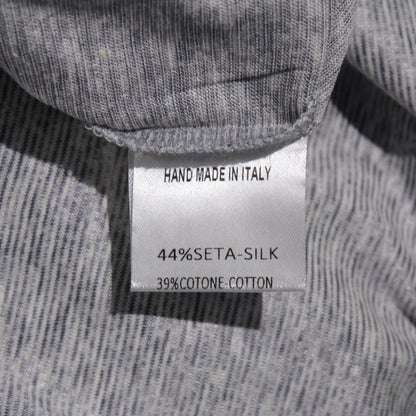 HAND MADE IN ITALY
44%SETA-SILK
39%COTONE-COTTON